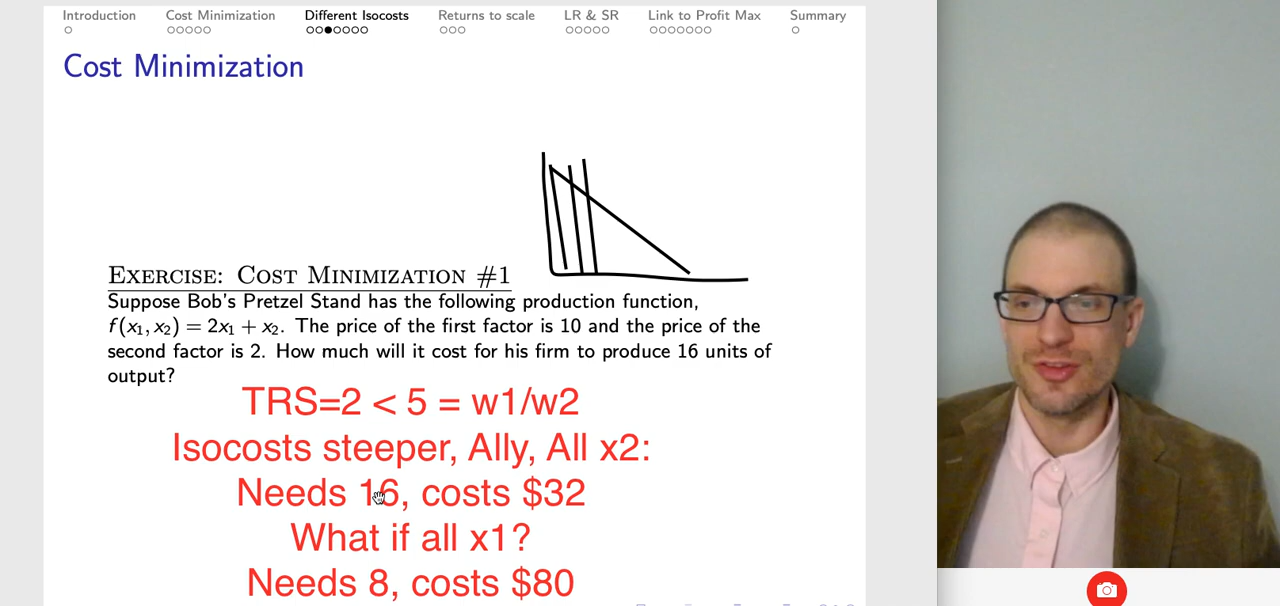 Introduction Cost Minimization Different Isocosts Returns to scale LR & SR Link to Profit Max Summary
Cost Minimization
EXERCISE: COST MINIMIZATION #1
Suppose Bob's Pretzel Stand has the following production function,
f(x₁, x₂) = 2x₁ + x₂. The price of the first factor is 10 and the price of the
second factor is 2. How much will it cost for his firm to produce 16 units of
output?
TRS=2 < 5 = w1/w2
Isocosts steeper, Ally, All x2:
Needs 16, costs $32
What if all x1?
Needs 8, costs $80